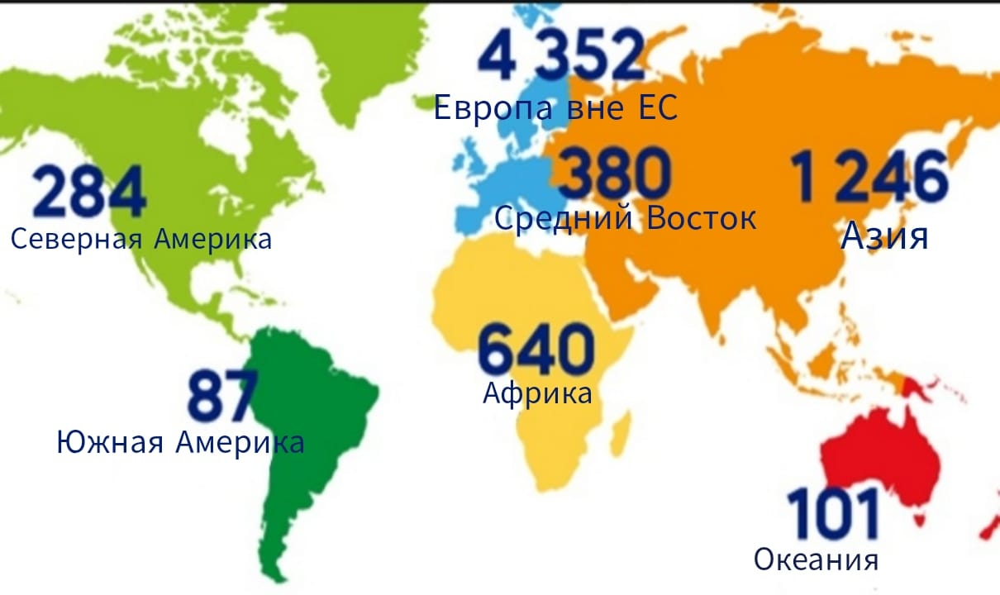 4 352
Европа вне ЕС
284
Северная Америка
380
Средний Восток
1 246
Азия
640
Африка
87
Южная Америка
101
Океания